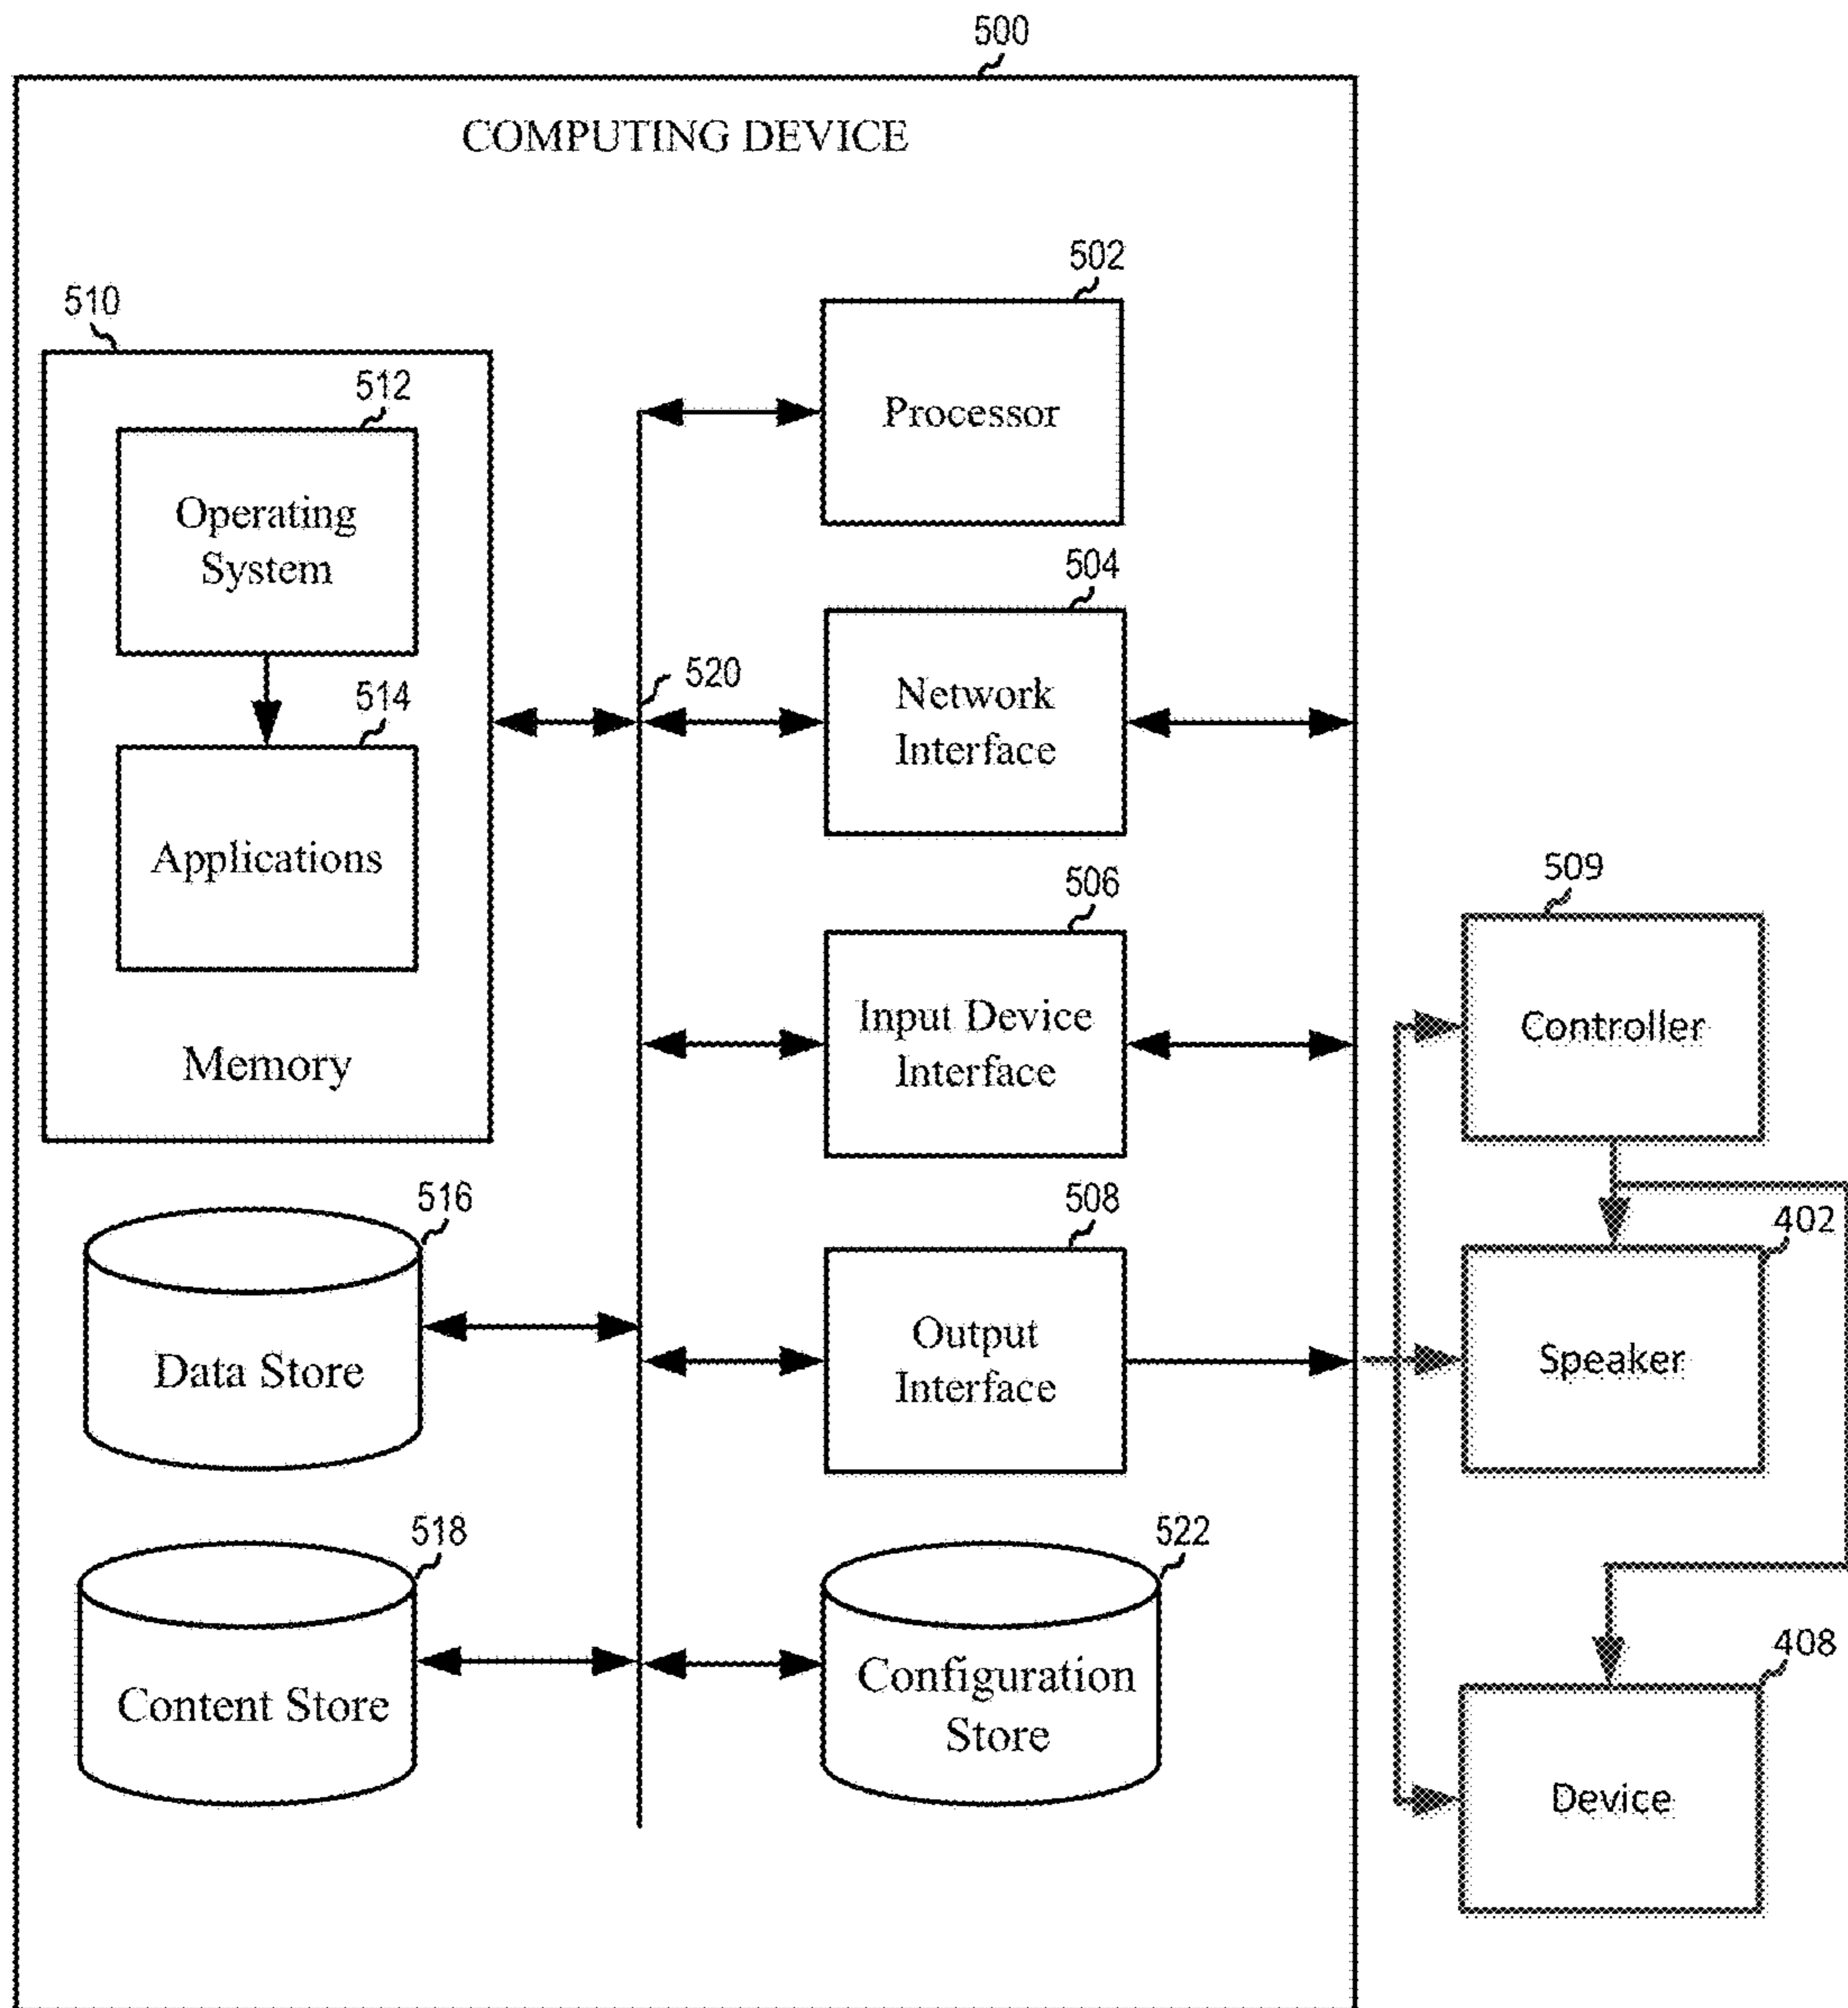 500
COMPUTING DEVICE
502
510
Processor
512
Operating
System
504
520
Network
Interface
514
Applications
506
509
Input Device
Interface
Controller
Memory
516
508
402
Data Store
Output
Interface
Speaker
518
522
Content Store
Configuration
Store
408
Device